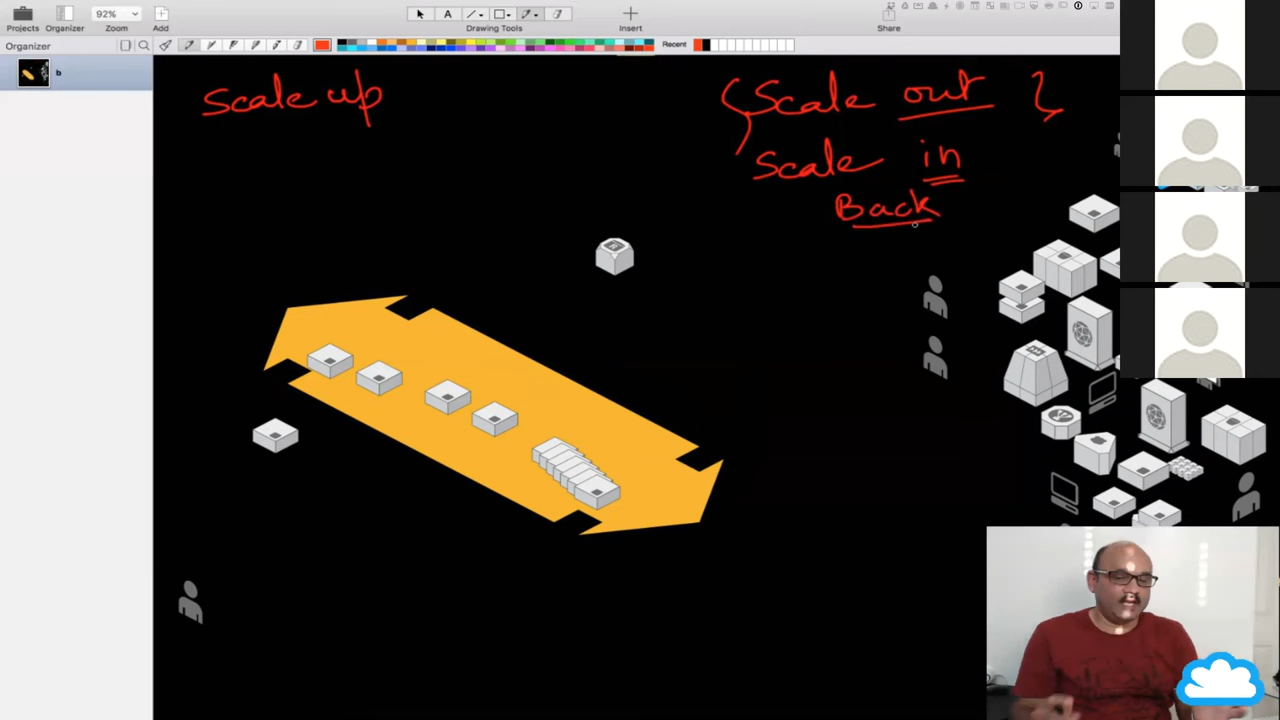 92%
Projects Organizer Zoom Add
Drawing Tools
Insert
Share
Organizer
Recent
b
A
Scale up
Scale out
Scale in
Back